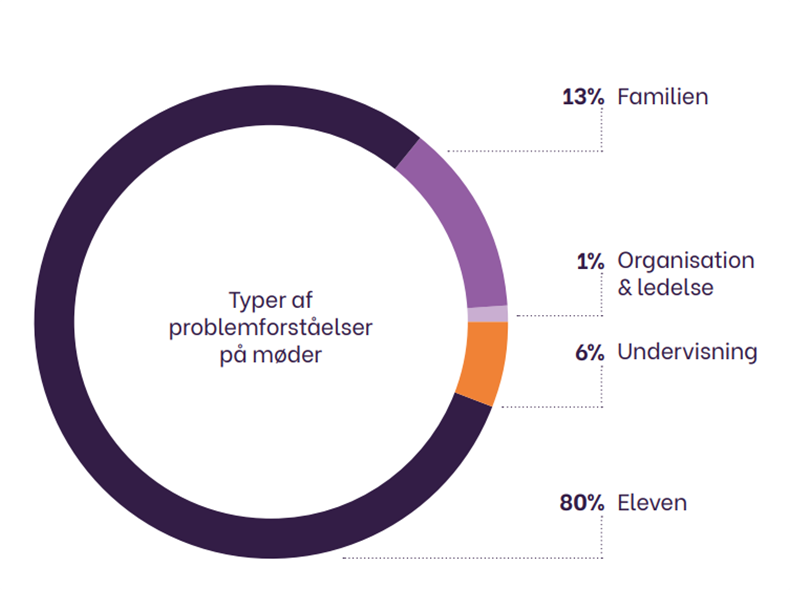 13% Familien
1% Organisation
& ledelse
Typer af
problemforståelser
på møder
6% Undervisning
80% Eleven